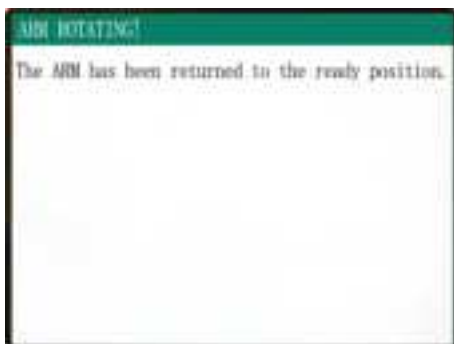 ARM ROTATING!
The ARM has been returned to the ready position.